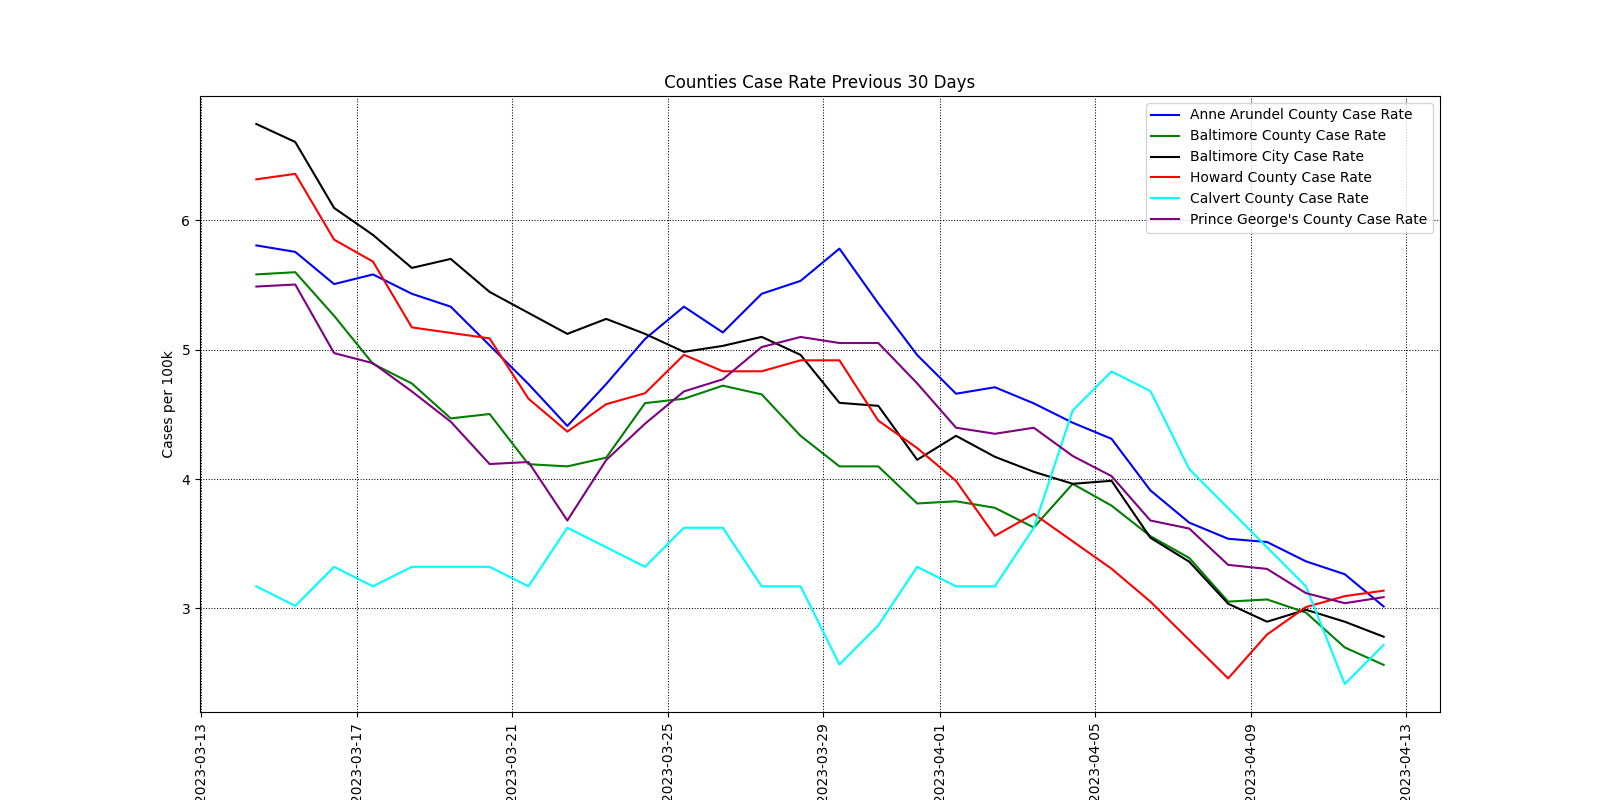 Counties Case Rate Previous 30 Days
Anne Arundel County Case Rate
Baltimore County Case Rate
Baltimore City Case Rate
Howard County Case Rate
Calvert County Case Rate
Prince George's County Case Rate
Cases per 100k
6
5
4
3
2023-03-13
2023-03-17
2023-03-21
2023-03-25
2023-03-29
2023-04-01
2023-04-05
2023-04-09
2023-04-13